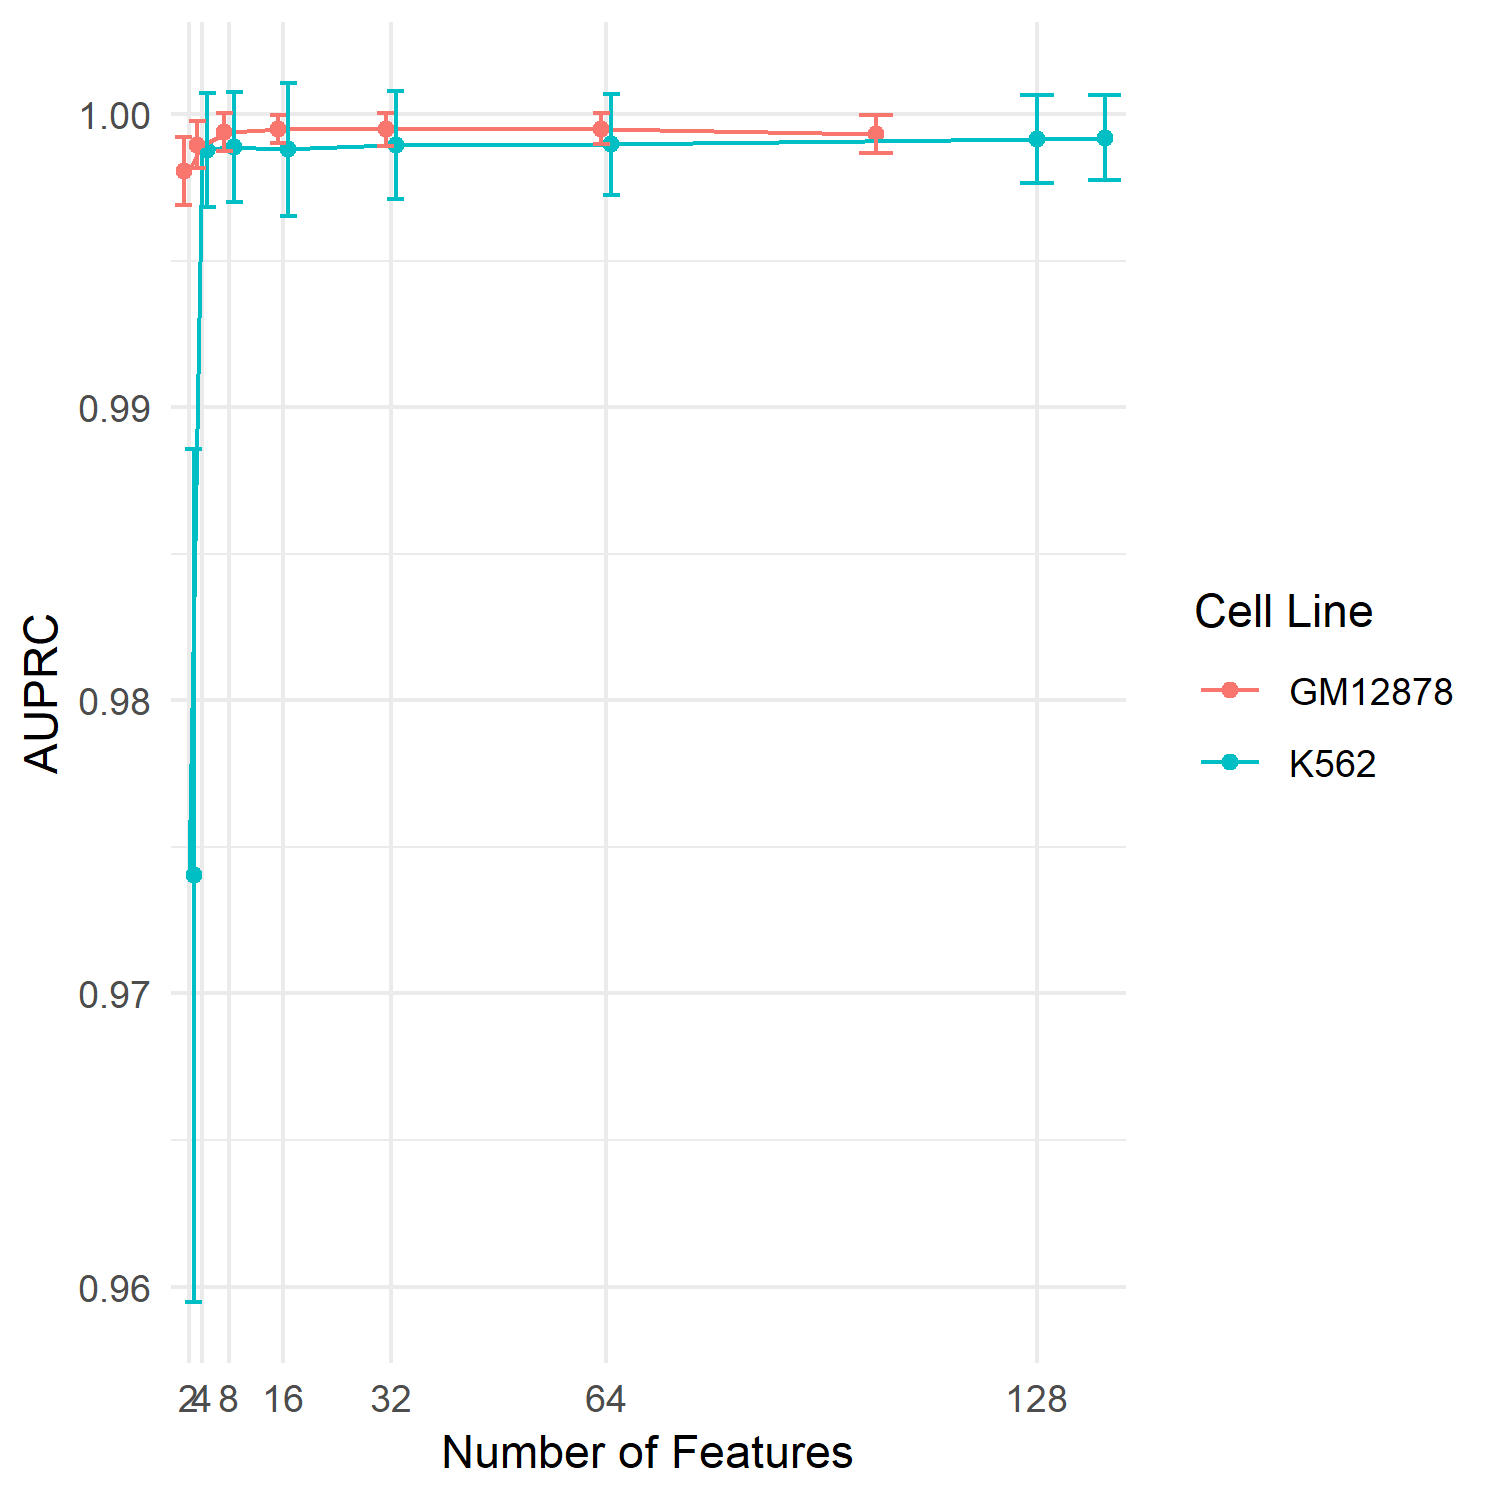 1.00
0.99
0.98
0.97
0.96
AUPRC
2 4 8 16 32 64 128
Number of Features
Cell Line
GM12878
K562